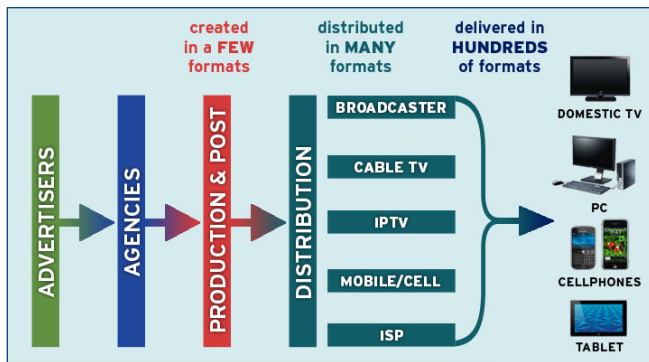 created
in a FEW
formats
distributed
in MANY
formats
delivered in
HUNDREDS
of formats
ADVERTISERS
AGENCIES
PRODUCTION & POST
DISTRIBUTION
BROADCASTER
CABLE TV
IPTV
MOBILE/CELL
ISP
DOMESTIC TV
PC
CELLPHONES
TABLET